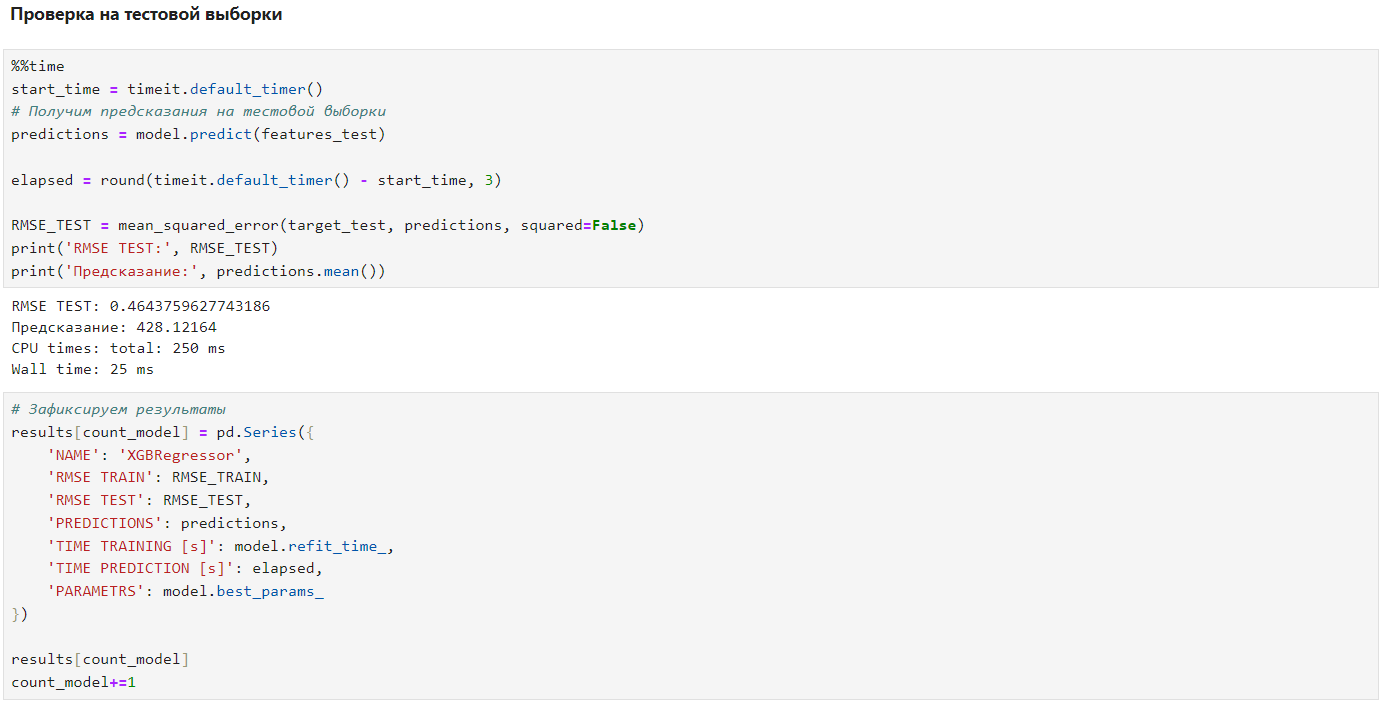 Проверка на тестовой выборки
%%time
start_time = timeit.default_timer()
# Получим предсказания на тестовой выборки
predictions = model.predict(features_test)
elapsed = round(timeit.default_timer() - start_time, 3)
RMSE_TEST = mean_squared_error(target_test, predictions, squared=False)
print('RMSE TEST:', RMSE_TEST)
print('Предсказание:', predictions.mean())
RMSE TEST: 0.4643759627743186
Предсказание: 428.12164
CPU times: total: 250 ms
Wall time: 25 ms
# Зафиксируем результаты
results[count_model] = pd.Series({
    'NAME': 'XGBRegressor',
    'RMSE TRAIN': RMSE_TRAIN,
    'RMSE TEST': RMSE_TEST,
    'PREDICTIONS': predictions,
    'TIME TRAINING [s]': model.refit_time_,
    'TIME PREDICTION [s]': elapsed,
    'PARAMETRS': model.best_params_
})
results[count_model]
count_model+=1